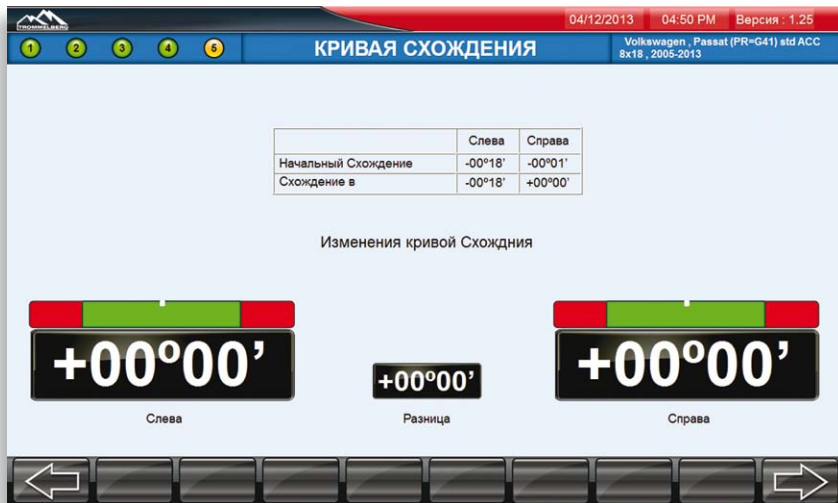 TROMMELBERG
04/12/2013 04:50 PM Версия : 1.25
1 2 3 4 5
КРИВАЯ СХОЖДЕНИЯ
Volkswagen , Passat (PR=G41) std ACC
8x18 , 2005-2013
Слева Справа
Начальный Схождение -00º18' -00º01'
Схождение в -00º18' +00º00'
Изменения кривой Схождния
+00º00’ +00º00’ +00º00’
Слева Разница Справа